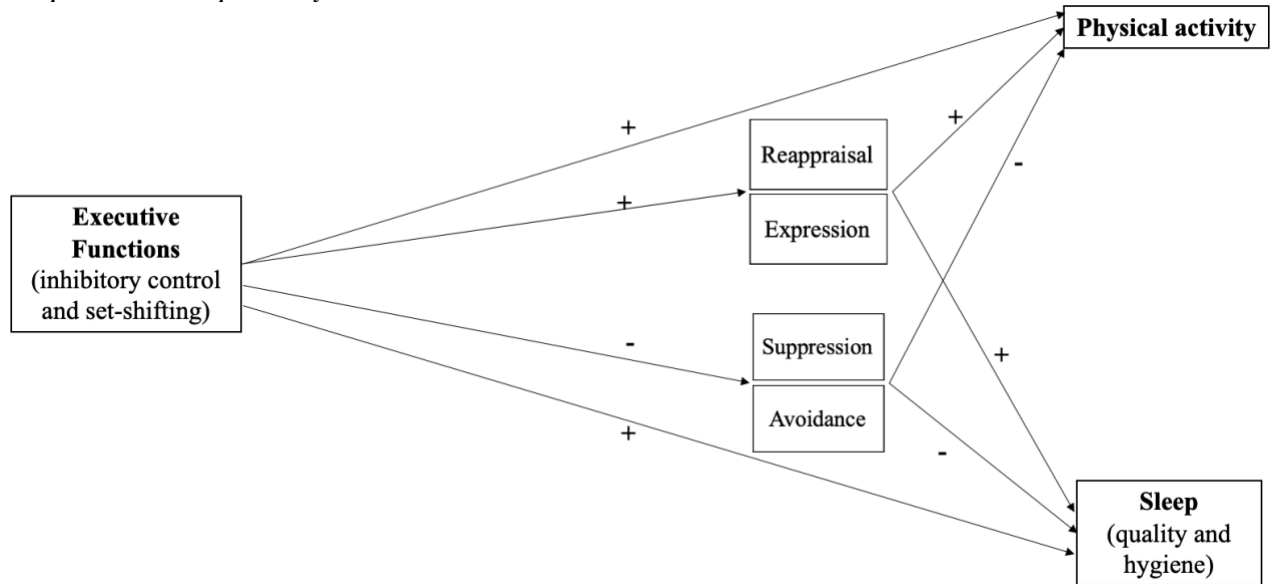 Physical activity
+
+
Reappraisal
-
Executive
Functions
(inhibitory control
and set-shifting)
+
Expression
-
Suppression
+
Avoidance
+
-
Sleep
(quality and
hygiene)